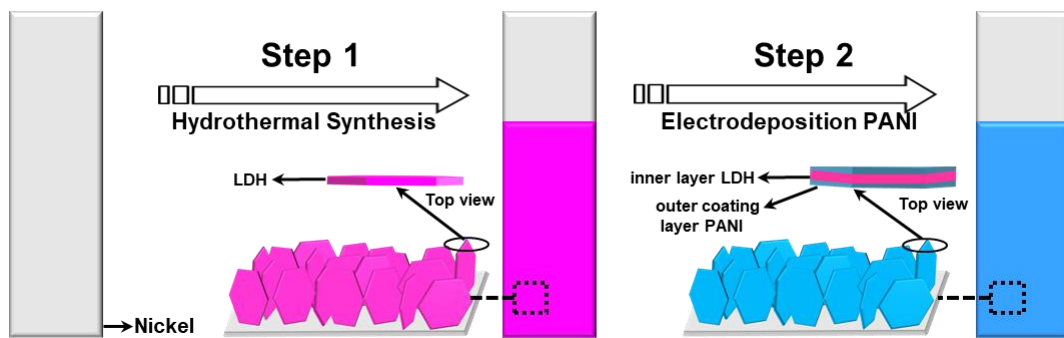 Step 1
Hydrothermal Synthesis
LDH
Top view
Nickel
Step 2
Electrodeposition PANI
inner layer LDH
outer coating
layer PANI
Top view